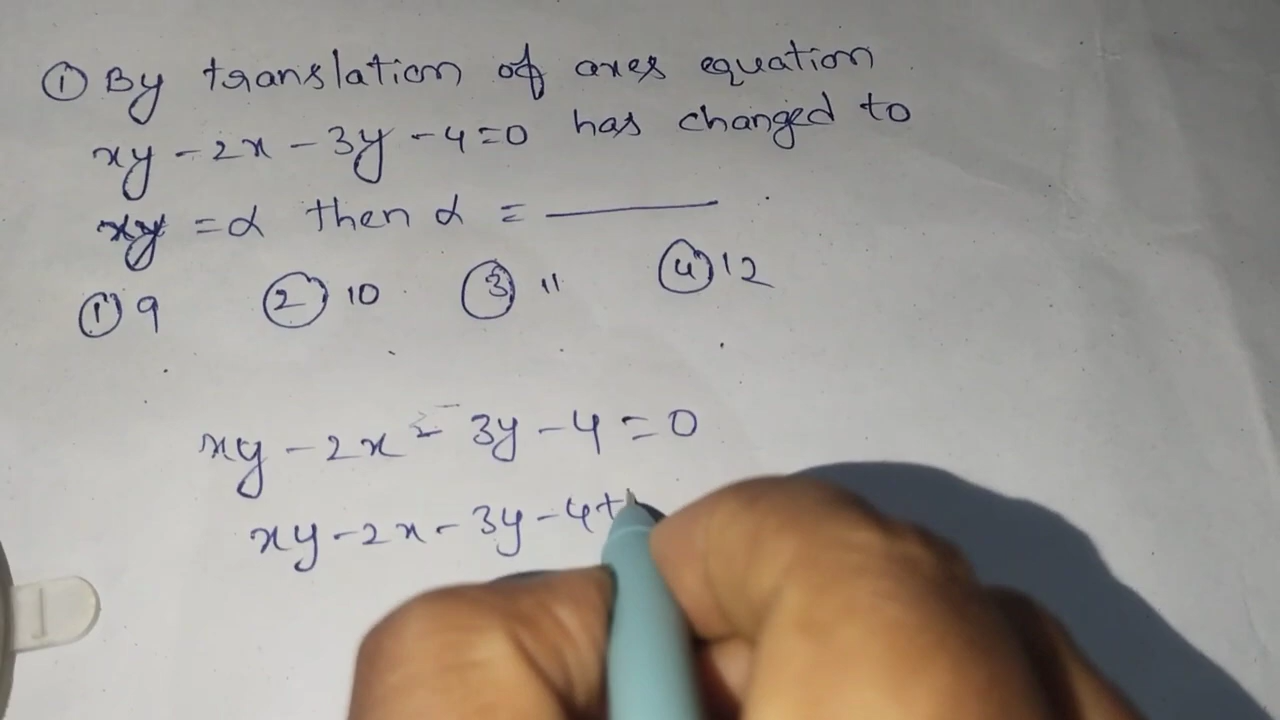 ① By translation of axes equation
xy - 2x - 3y - 4 = 0 has changed to
xy = α then α = ____
① 9 ② 10 ③ 11 ④ 12
xy - 2x - 3y - 4 = 0
xy - 2x - 3y - 4 +